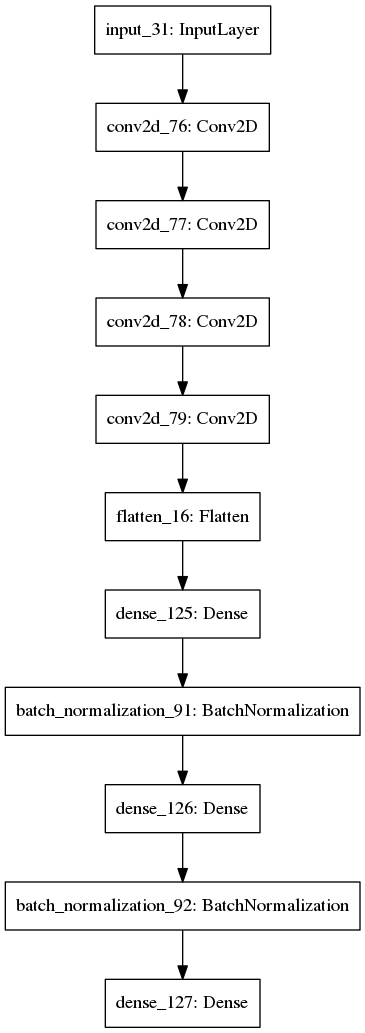 input_31: InputLayer
conv2d_76: Conv2D
conv2d_77: Conv2D
conv2d_78: Conv2D
conv2d_79: Conv2D
flatten_16: Flatten
dense_125: Dense
batch_normalization_91: BatchNormalization
dense_126: Dense
batch_normalization_92: BatchNormalization
dense_127: Dense